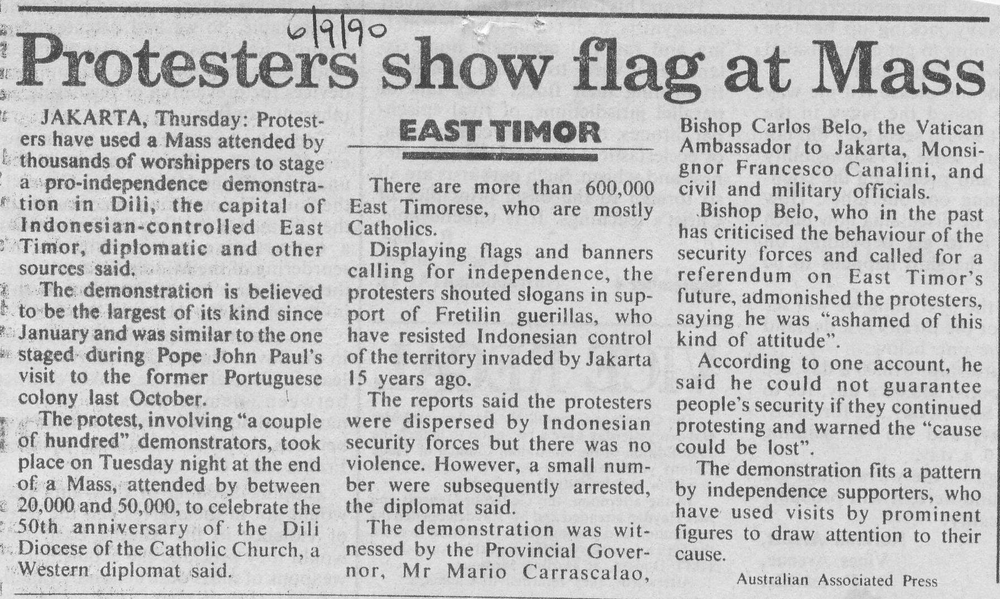 6/9/90
Protesters show flag at Mass
JAKARTA, Thursday: Protest-
ers have used a Mass attended by
thousands of worshippers to stage
a pro-independence demonstra-
tion in Dili, the capital of
Indonesian-controlled East
Timor, diplomatic and other
sources said.
The demonstration is believed
to be the largest of its kind since
January and was similar to the one
staged during Pope John Paul's
visit to the former Portuguese
colony last October.
The protest, involving “a couple
of hundred” demonstrators, took
place on Tuesday night at the end
of a Mass, attended by between
20,000 and 50,000, to celebrate the
50th anniversary of the Dili
Diocese of the Catholic Church, a
Western diplomat said.
EAST TIMOR
There are more than 600,000
East Timorese, who are mostly
Catholics.
Displaying flags and banners
calling for independence, the
protesters shouted slogans in sup-
port of Fretilin guerillas, who
have resisted Indonesian control
of the territory invaded by Jakarta
15 years ago.
The reports said the protesters
were dispersed by Indonesian
security forces but there was no
violence. However, a small num-
ber were subsequently arrested,
the diplomat said.
The demonstration was wit-
nessed by the Provincial Gover-
nor, Mr Mario Carrascalao,
Bishop Carlos Belo, the Vatican
Ambassador to Jakarta, Monsi-
gnor Francesco Canalini, and
civil and military officials.
Bishop Belo, who in the past
has criticised the behaviour of the
security forces and called for a
referendum on East Timor's
future, admonished the protesters,
saying he was “ashamed of this
kind of attitude”.
According to one account, he
said he could not guarantee
people's security if they continued
protesting and warned the “cause
could be lost”.
The demonstration fits a pattern
by independence supporters, who
have used visits by prominent
figures to draw attention to their
cause.
Australian Associated Press